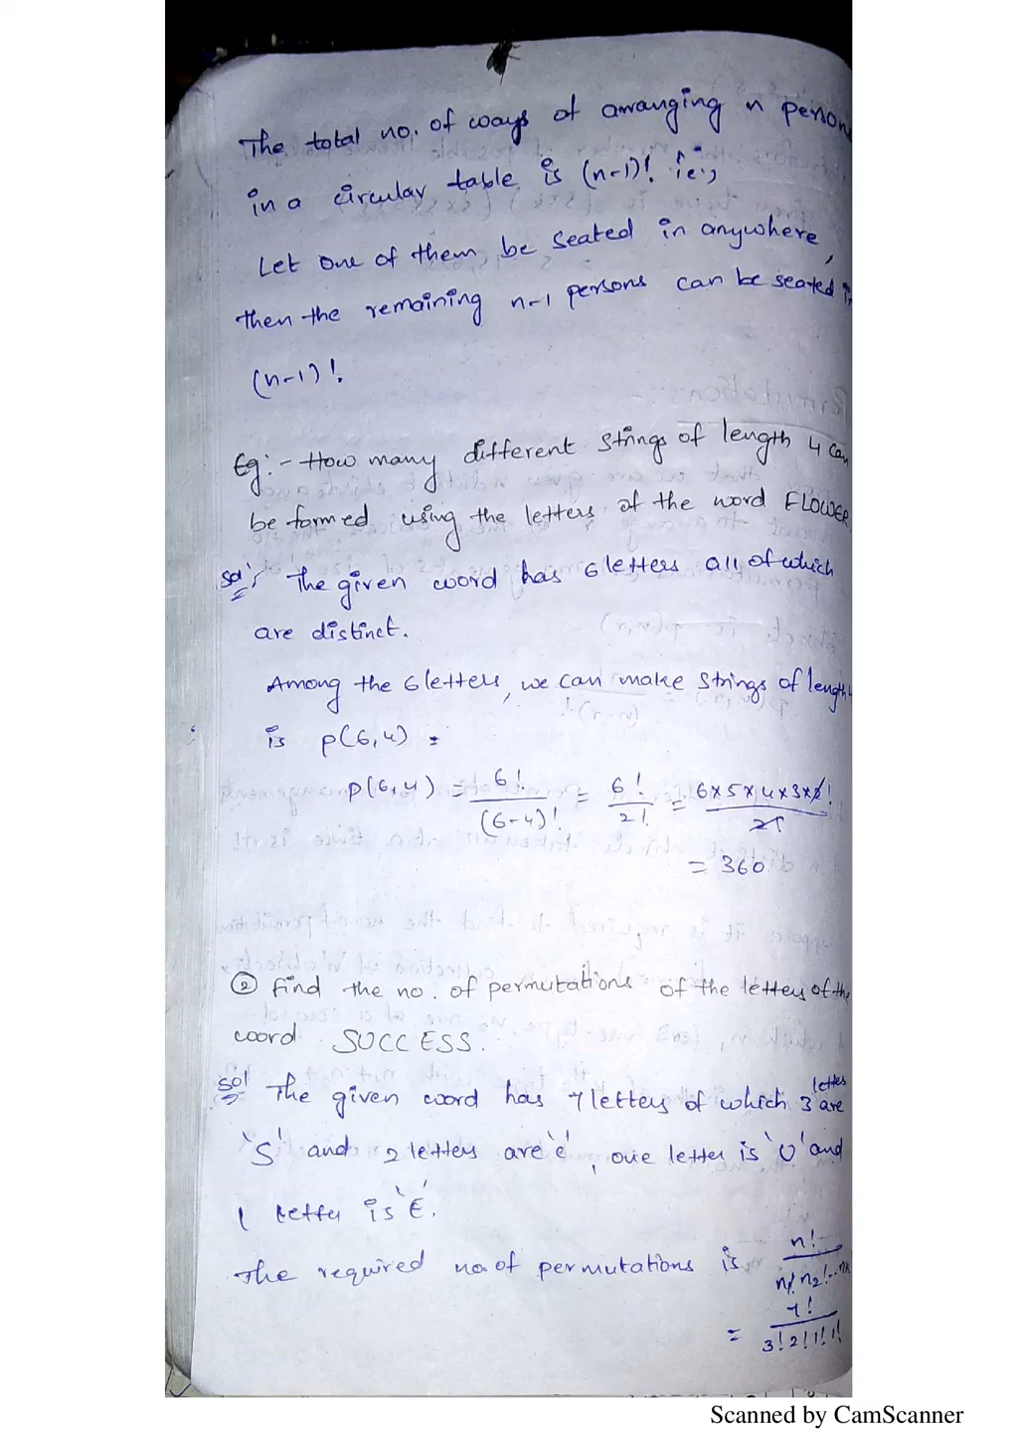 The total no. of ways of arranging n person
in a circular table is (n-1)! ie.,
Let one of them be seated in anywhere,
then the remaining n-1 persons can be seated in
(n-1)!.
Eg:- How many different strings of length 4 can
be formed using the letters of the word FLOWER
Sol: The given word has 6 letters all of which
are distinct.
Among the 6 letters, we can make strings of length 4
is p(6,4) =
p(6,4) = 6!/(6-4)! = 6!/2! = 6x5x4x3x2!/2!
= 360
② Find the no. of permutations of the letters of the
word SUCCESS.
Sol The given word has 7 letters of which 3 letters are
'S' and 2 letters are 'c', one letter is 'U' and
1 letter is 'E'.
The required no. of permutations is n!/n1! n2!...nk
= 7!/3!2!1!1!
Scanned by CamScanner